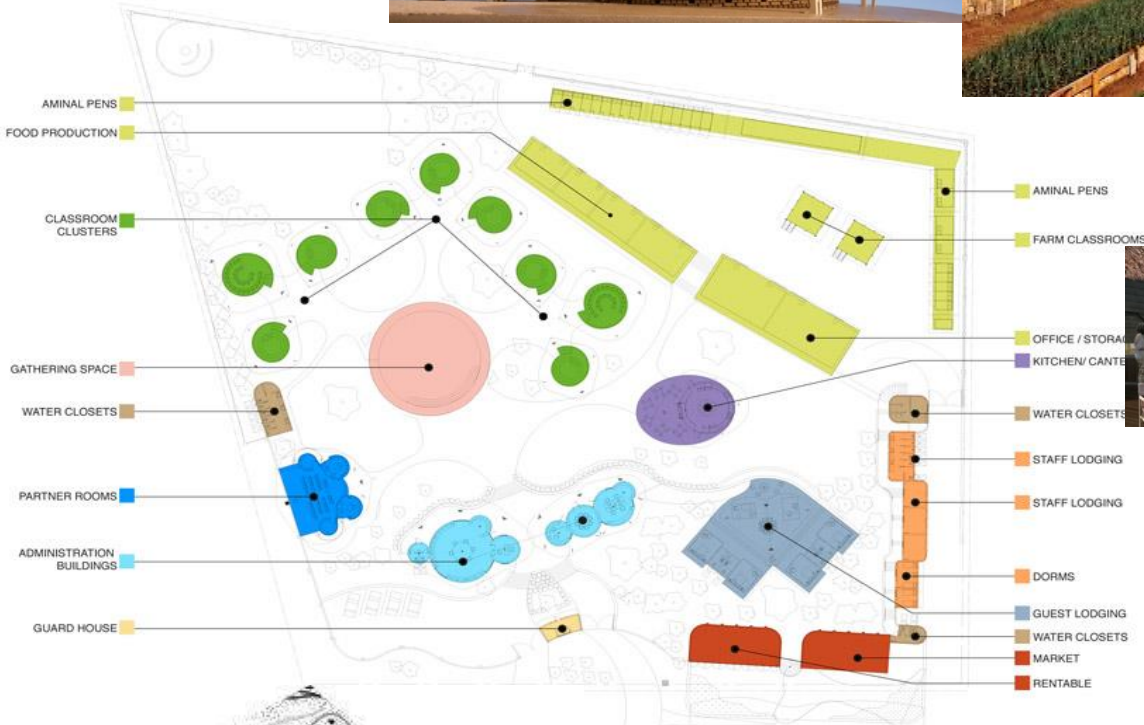 AMINAL PENS
FOOD PRODUCTION
CLASSROOM
CLUSTERS
GATHERING SPACE
WATER CLOSETS
PARTNER ROOMS
ADMINISTRATION
BUILDINGS
GUARD HOUSE
AMINAL PENS
FARM CLASSROOMS
OFFICE / STORAG
KITCHEN/ CANTE
WATER CLOSETS
STAFF LODGING
STAFF LODGING
DORMS
GUEST LODGING
WATER CLOSETS
MARKET
RENTABLE